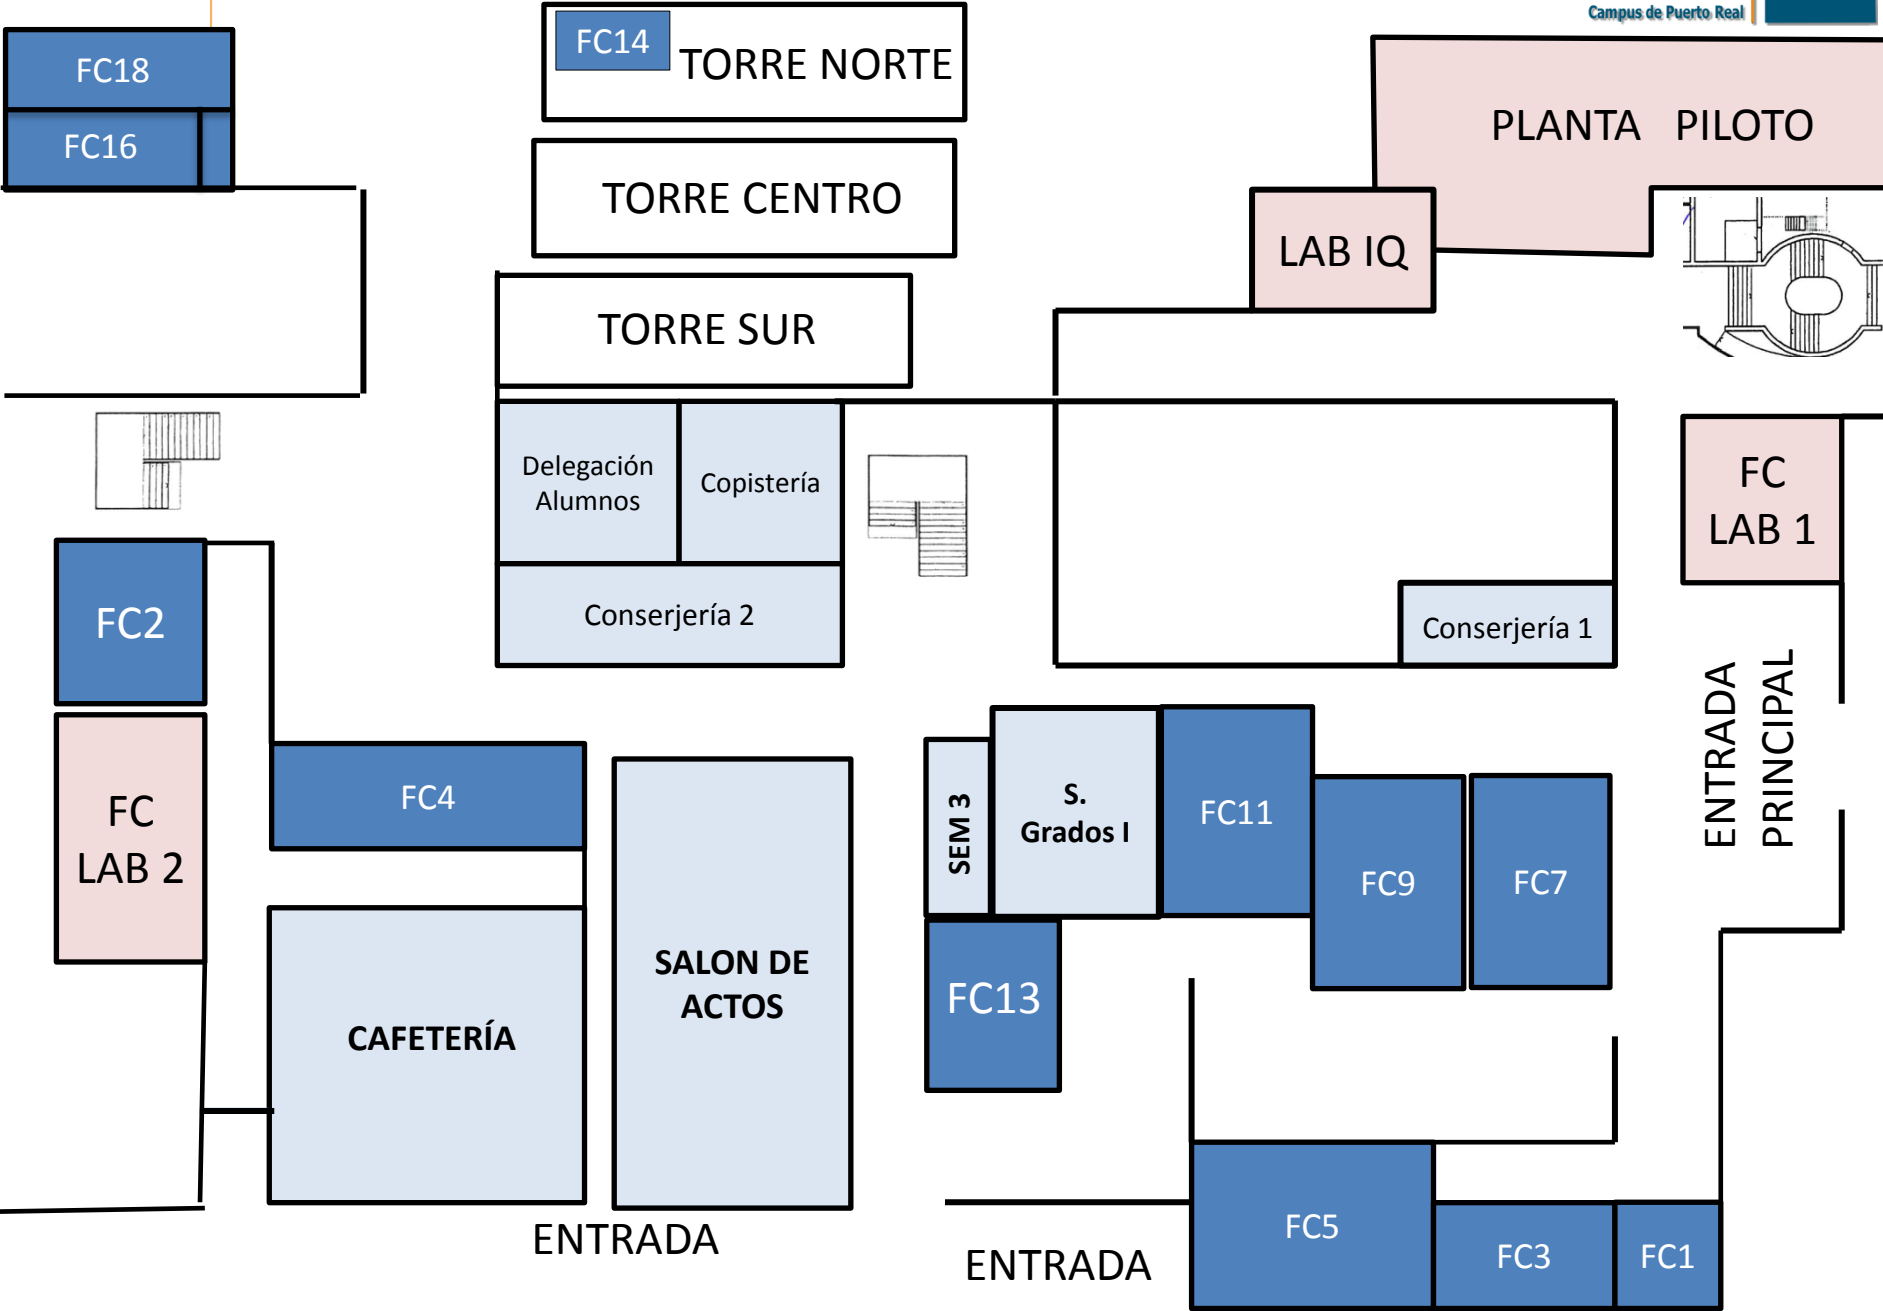 Campus de Puerto Real
FC18
FC14
TORRE NORTE
PLANTA PILOTO
FC16
TORRE CENTRO
LAB IQ
TORRE SUR
Delegación
Alumnos
Copistería
FC
LAB 1
FC2
Conserjería 2
Conserjería 1
ENTRADA
PRINCIPAL
FC
LAB 2
FC4
SEM 3
S.
Grados I
FC11
FC9
FC7
SALON DE
ACTOS
FC13
CAFETERÍA
ENTRADA
ENTRADA
FC5
FC3
FC1